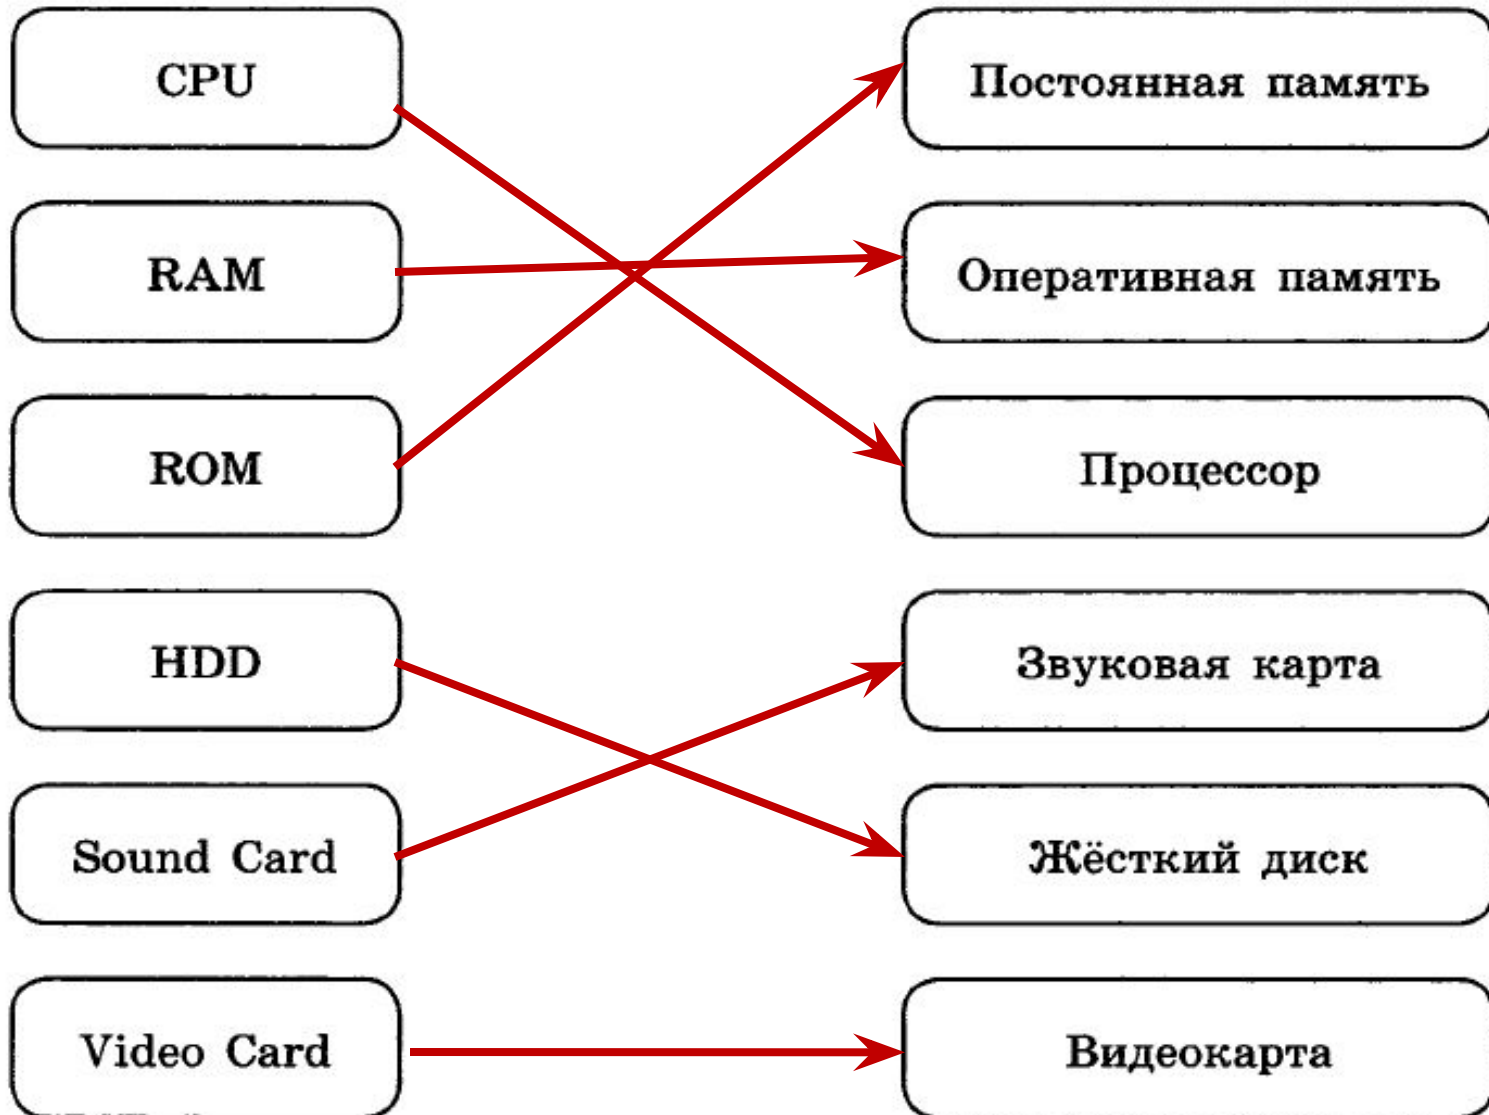 CPU
Постоянная память
RAM
Оперативная память
ROM
Процессор
HDD
Звуковая карта
Sound Card
Жёсткий диск
Video Card
Видеокарта